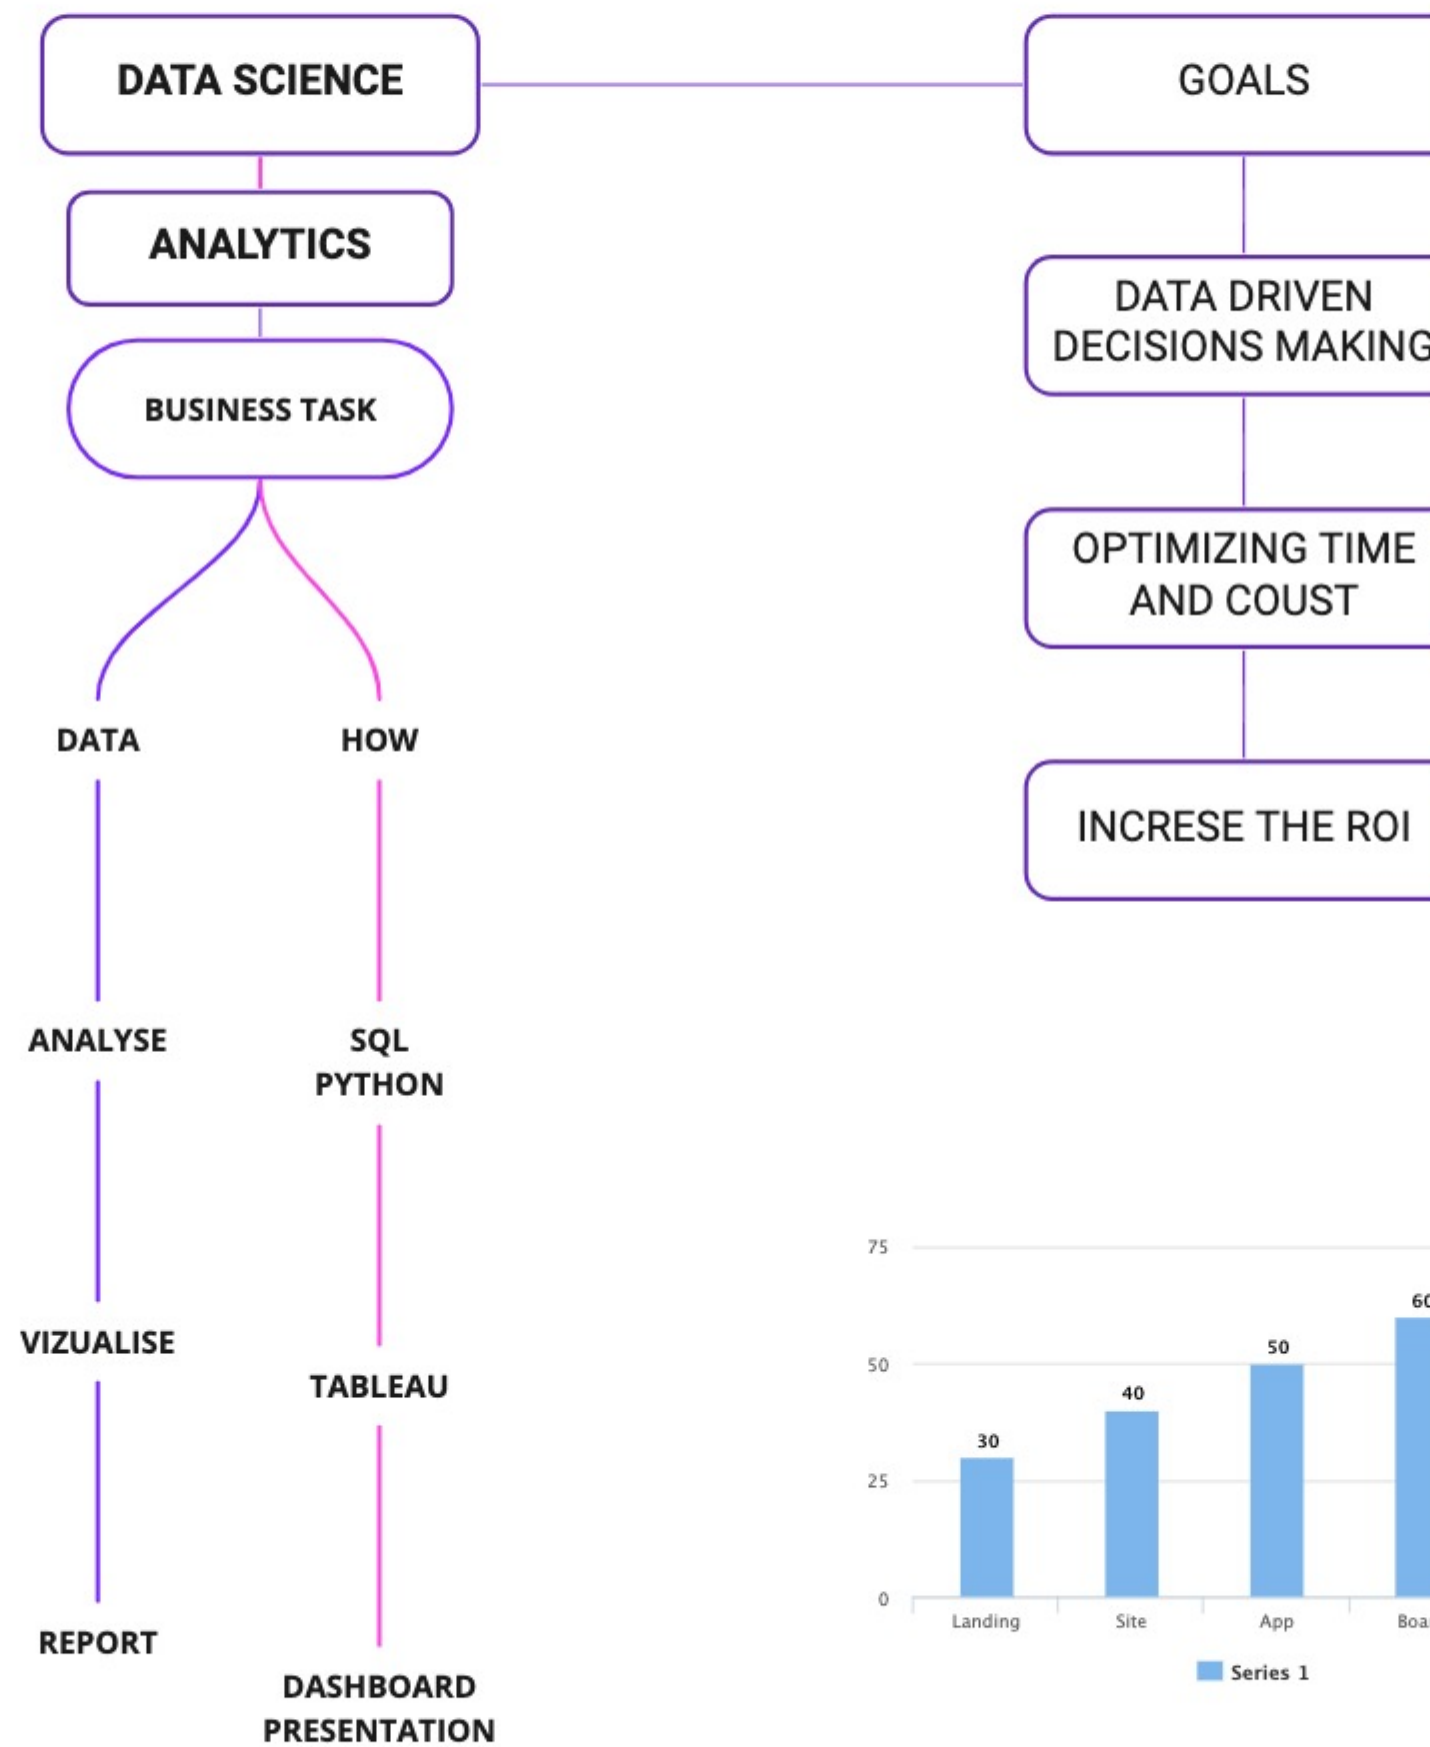 DATA SCIENCE
GOALS
ANALYTICS
DATA DRIVEN
DECISIONS MAKING
BUSINESS TASK
OPTIMIZING TIME
AND COUST
DATA
HOW
INCRESE THE ROI
ANALYSE
SQL
PYTHON
VIZUALISE
TABLEAU
REPORT
DASHBOARD
PRESENTATION
75
60
50
50
40
30
25
0
Landing Site App
Series 1